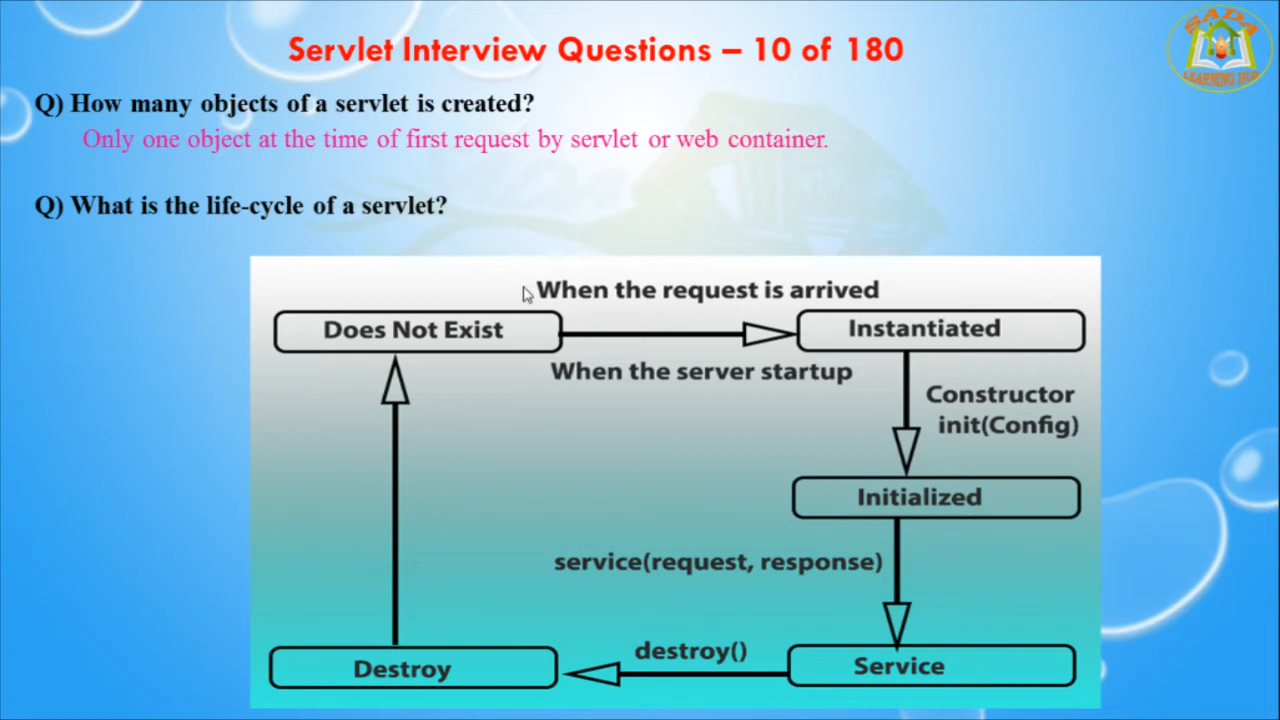 Servlet Interview Questions – 10 of 180
SADA
LEARNING HUB
Q) How many objects of a servlet is created?
Only one object at the time of first request by servlet or web container.
Q) What is the life-cycle of a servlet?
When the request is arrived
Does Not Exist
Instantiated
When the server startup
Constructor
init(Config)
Initialized
service(request, response)
destroy()
Destroy
Service